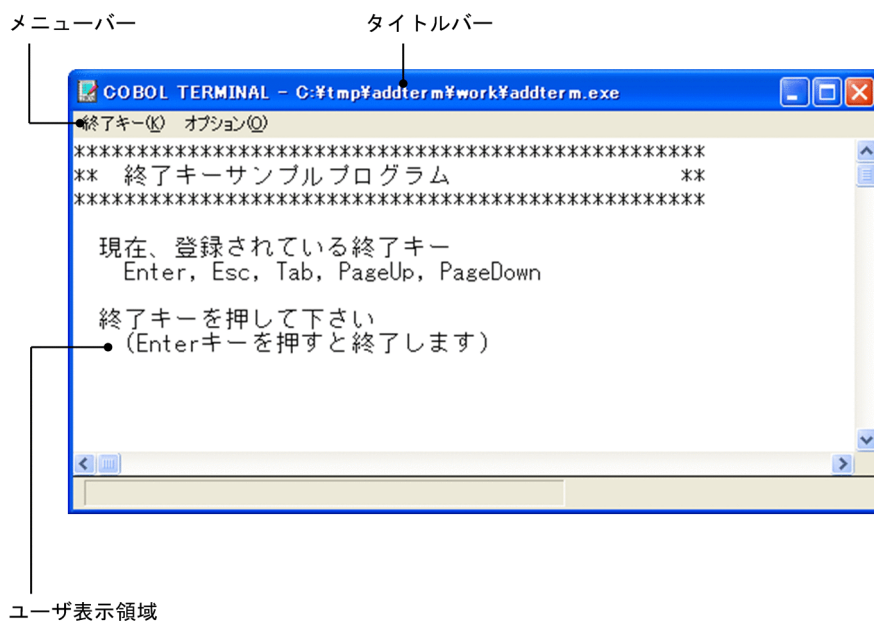 メニューバー
タイトルバー
COBOL TERMINAL - C:¥tmp¥addterm¥work¥addterm.exe
終了キー(K) オプション(O)
**************************************************
** 終了キーサンプルプログラム **
**************************************************
現在、登録されている終了キー
Enter, Esc, Tab, PageUp, PageDown
終了キーを押して下さい
(Enterキーを押すと終了します)
ユーザ表示領域